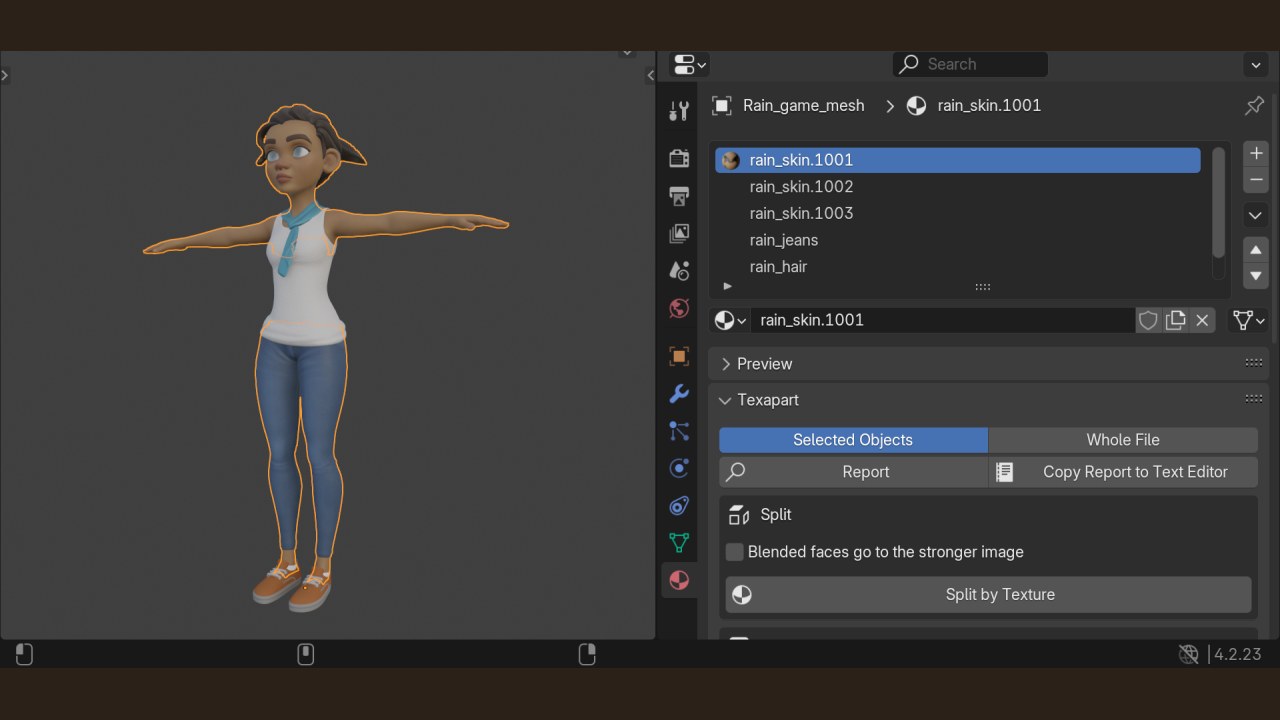 Search
Rain_game_mesh rain_skin.1001
rain_skin.1001
rain_skin.1002
rain_skin.1003
rain_jeans
rain_hair
rain_skin.1001
Preview
Texapart
Selected Objects Whole File
Report Copy Report to Text Editor
Split
Blended faces go to the stronger image
Split by Texture
4.2.23